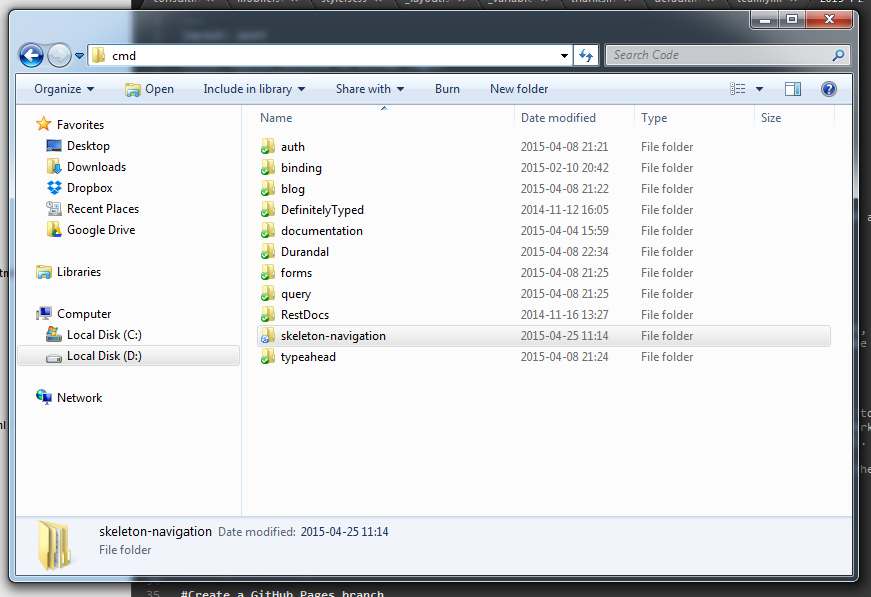 cmd
Search Code
Organize Open Include in library Share with Burn New folder
Name Date modified Type Size
Favorites
Desktop
Downloads
Dropbox
Recent Places
Google Drive
Libraries
Computer
Local Disk (C:)
Local Disk (D:)
Network
auth 2015-04-08 21:21 File folder
binding 2015-02-10 20:42 File folder
blog 2015-04-08 21:22 File folder
DefinitelyTyped 2014-11-12 16:05 File folder
documentation 2015-04-04 15:59 File folder
Durandal 2015-04-08 22:34 File folder
forms 2015-04-08 21:25 File folder
query 2015-04-08 21:25 File folder
RestDocs 2014-11-16 13:27 File folder
skeleton-navigation 2015-04-25 11:14 File folder
typeahead 2015-04-08 21:24 File folder
skeleton-navigation Date modified: 2015-04-25 11:14
File folder
35 #Create a GitHub Pages branch